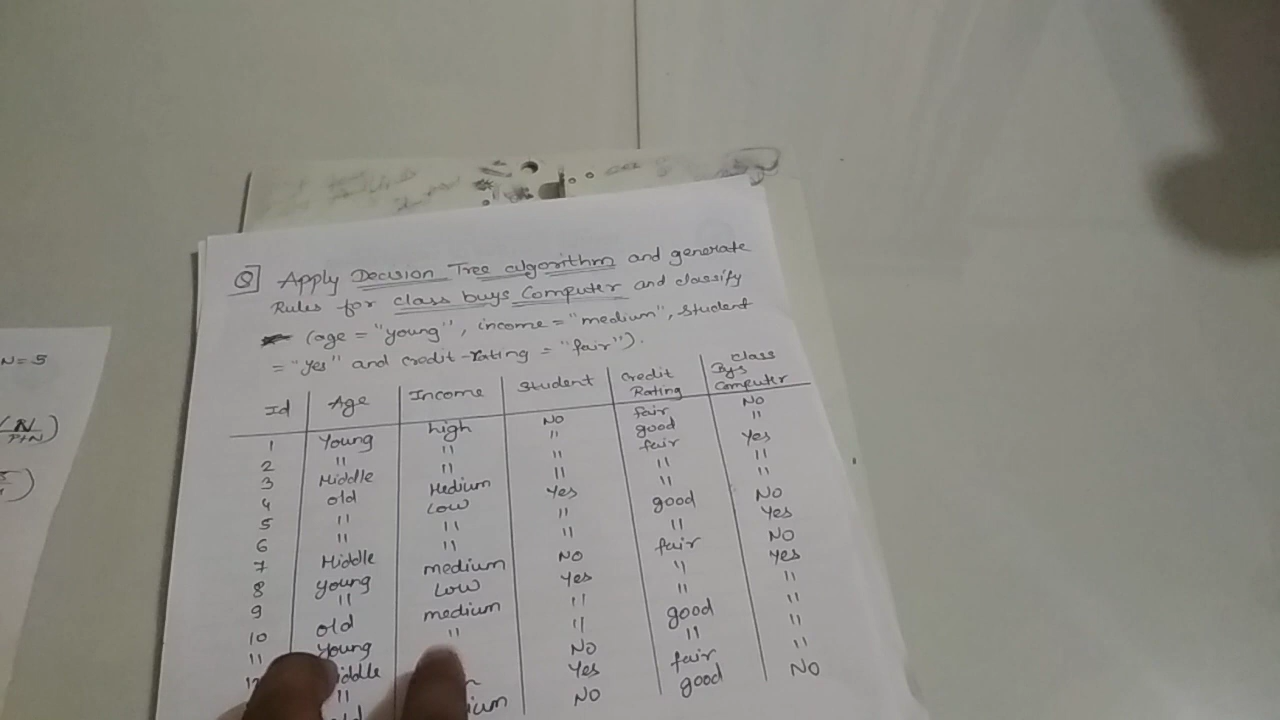 Q] Apply Decision Tree algorithm and generate
Rules for class buys Computer and classify
(age = "young", income = "medium", student
= "yes" and credit-rating = "fair").
Id Age Income Student Credit Rating Class Buys Computer
1 Young high No fair No
2 " " " good "
3 Middle " " fair Yes
4 old Medium " " "
5 " Low Yes " "
6 " " " good No
7 Middle " " " Yes
8 young medium No fair No
9 " Low Yes " Yes
10 old medium " " "
11 young " " good "
iddle No " "
" Yes fair "
ium No good No
N=5
(N/P+N)